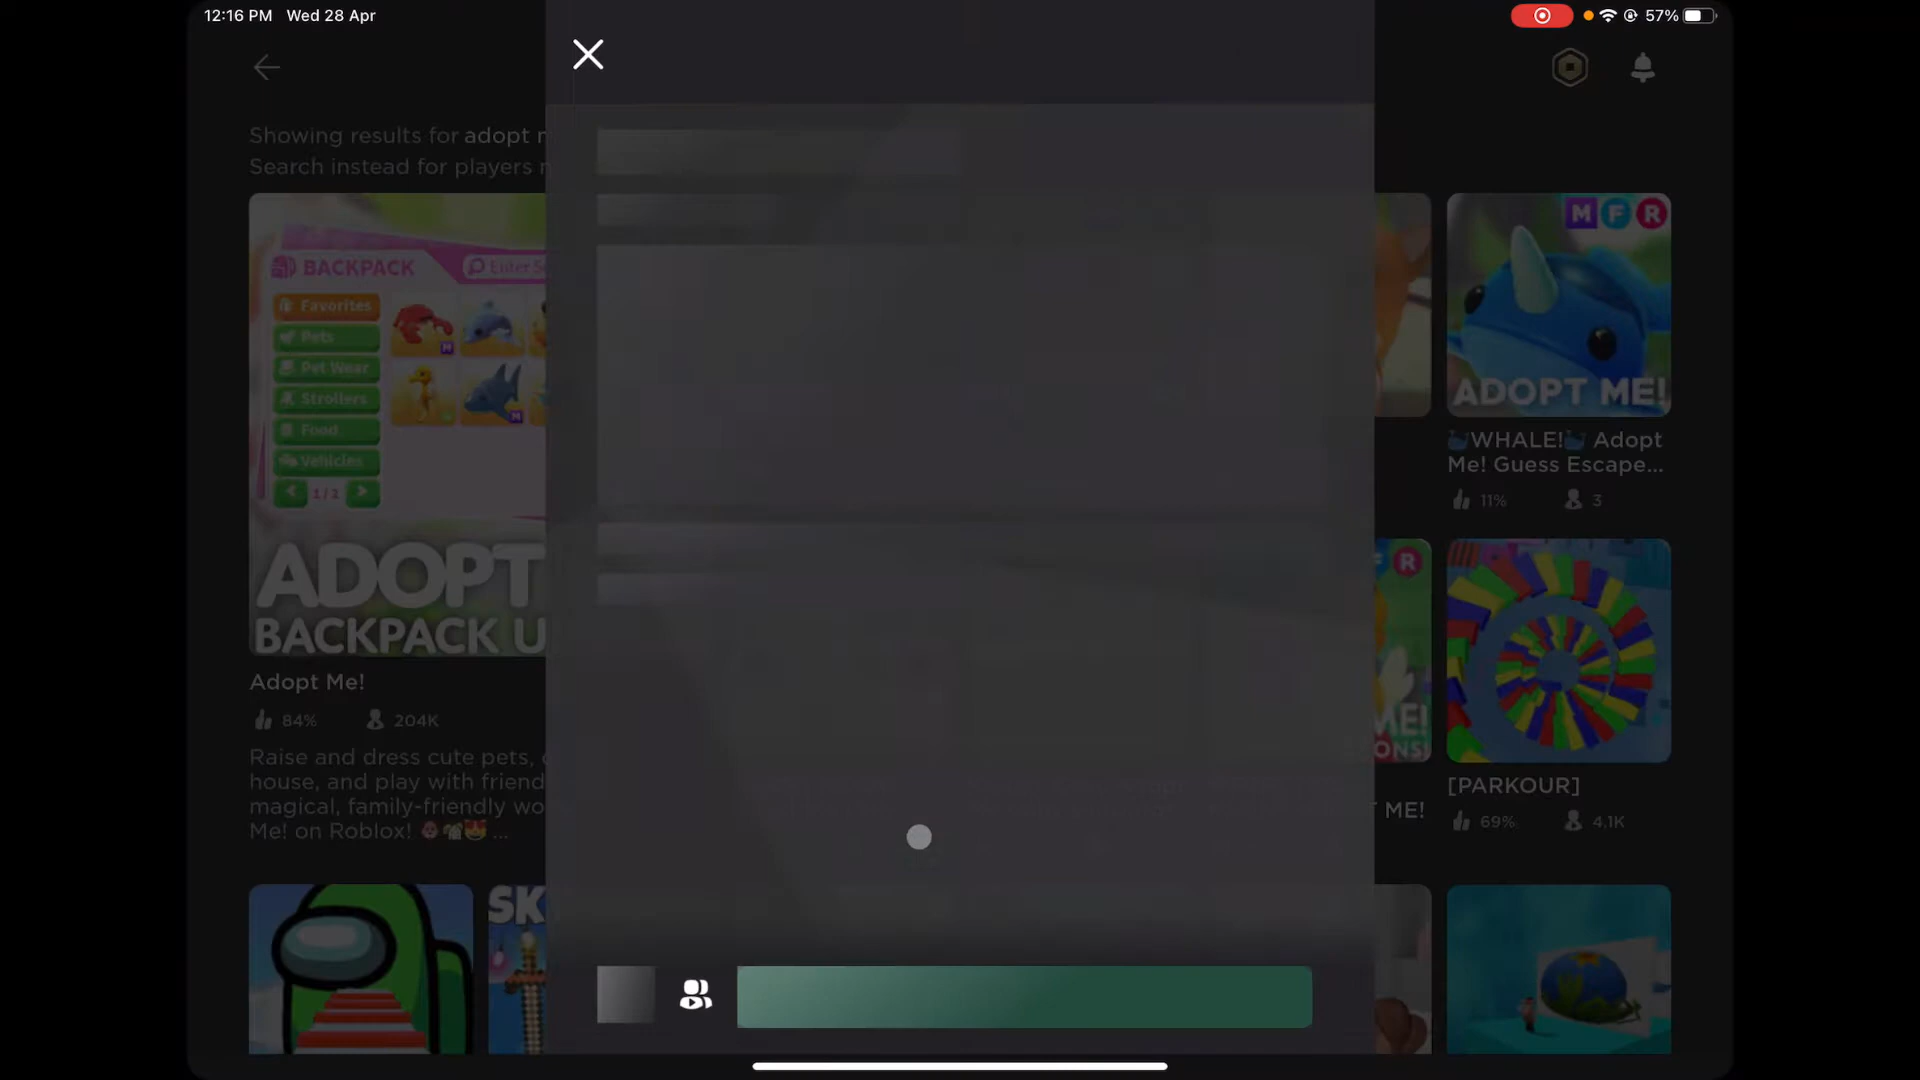 12:16 PM Wed 28 Apr
57%
Showing results for adopt
Search instead for players
BACKPACK
Favorites
Pets
Pet Wear
Strollers
Food
Vehicles
1/2
M
M
ADOPT
BACKPACK U
Adopt Me!
84% 204K
Raise and dress cute pets,
house, and play with friend
magical, family-friendly wo
Me! on Roblox! ...
SK
M F R
ADOPT ME!
WHALE! Adopt
Me! Guess Escape...
11% 3
R
ME!
ONS!
ME!
[PARKOUR]
69% 4.1K